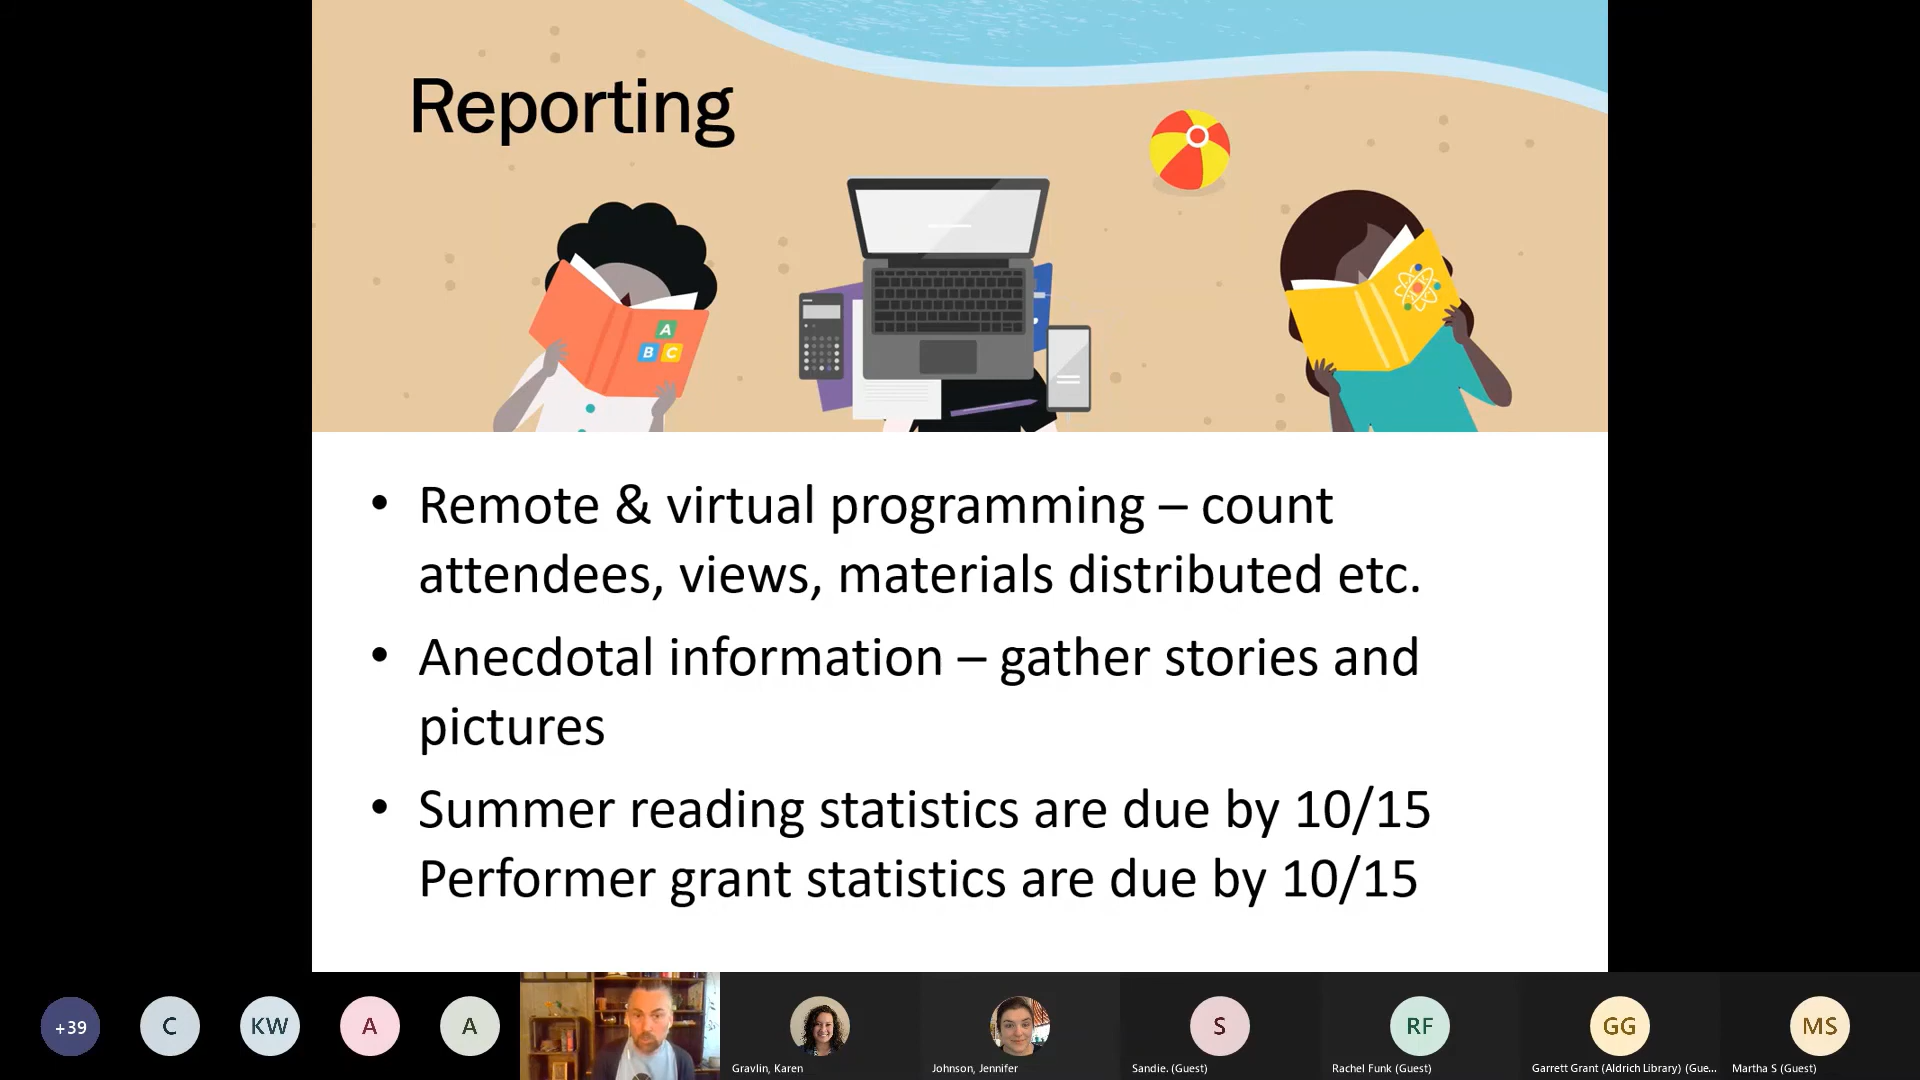 Reporting
A
B C
• Remote & virtual programming – count
attendees, views, materials distributed etc.
• Anecdotal information – gather stories and
pictures
• Summer reading statistics are due by 10/15
Performer grant statistics are due by 10/15
+39
C
KW
A
A
S
RF
GG
MS
Gravlin, Karen
Johnson, Jennifer
Sandie. (Guest)
Rachel Funk (Guest)
Garrett Grant (Aldrich Library) (Gue...
Martha S (Guest)